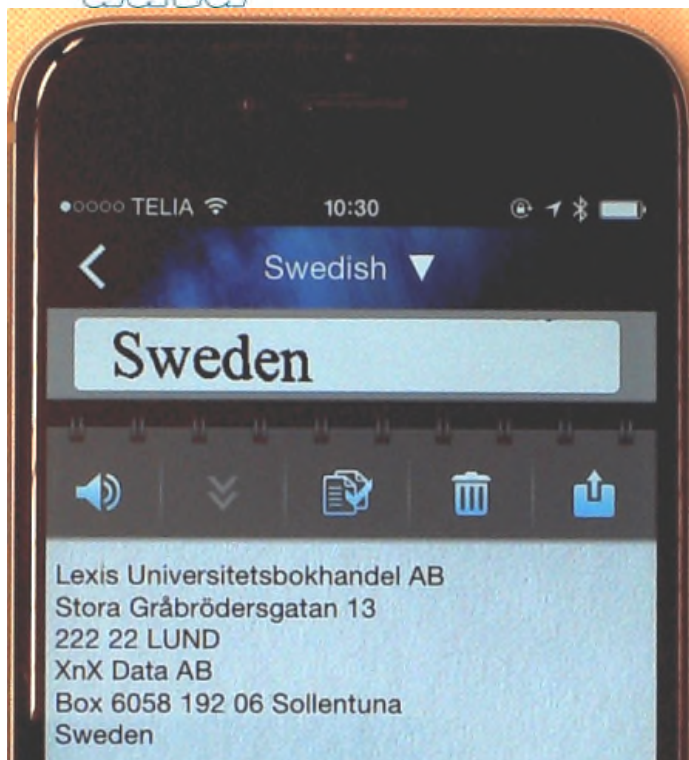 TELIA 10:30
Swedish
Sweden
Lexis Universitetsbokhandel AB
Stora Gråbrödersgatan 13
222 22 LUND
XnX Data AB
Box 6058 192 06 Sollentuna
Sweden